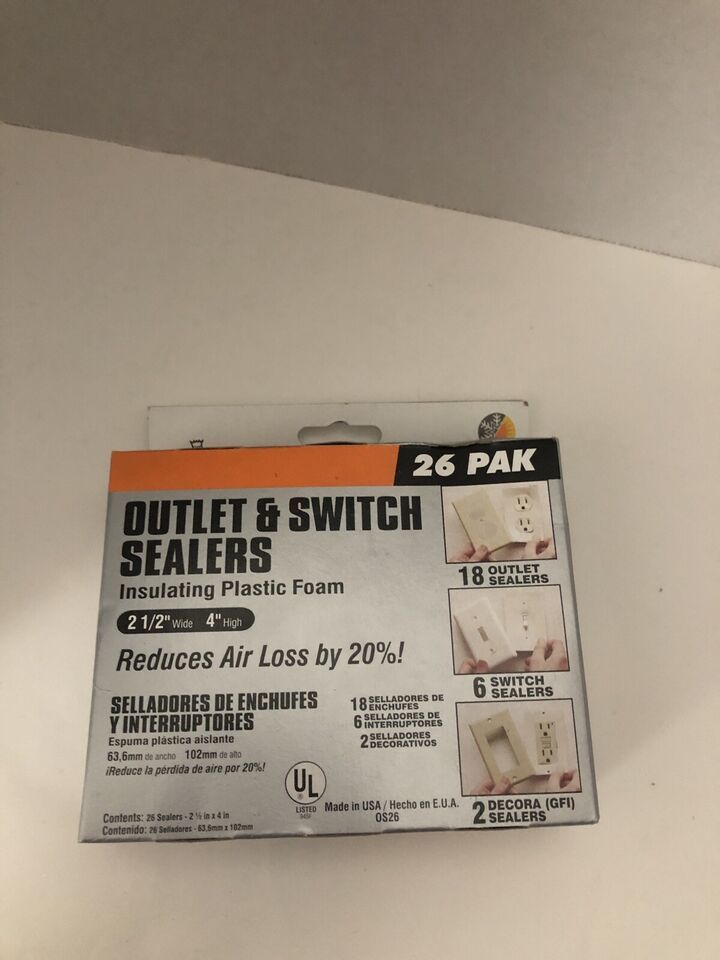 26 PAK
OUTLET & SWITCH
SEALERS
Insulating Plastic Foam
2 1/2" Wide 4" High
Reduces Air Loss by 20%!
18 OUTLET
SEALERS
6 SWITCH
SEALERS
2 DECORA (GFI)
SEALERS
SELLADORES DE ENCHUFES
Y INTERRUPTORES
Espuma plástica aislante
63,6mm de ancho 102mm de alto
¡Reduce la pérdida de aire por 20%!
18 SELLADORES DE
ENCHUFES
6 SELLADORES DE
INTERRUPTORES
2 SELLADORES
DECORATIVOS
Contents: 26 Sealers - 2 ½ in x 4 in
Contenido: 26 Selladores - 63,6mm x 102mm
UL
®
LISTED
Made in USA / Hecho en E.U.A.
OS26